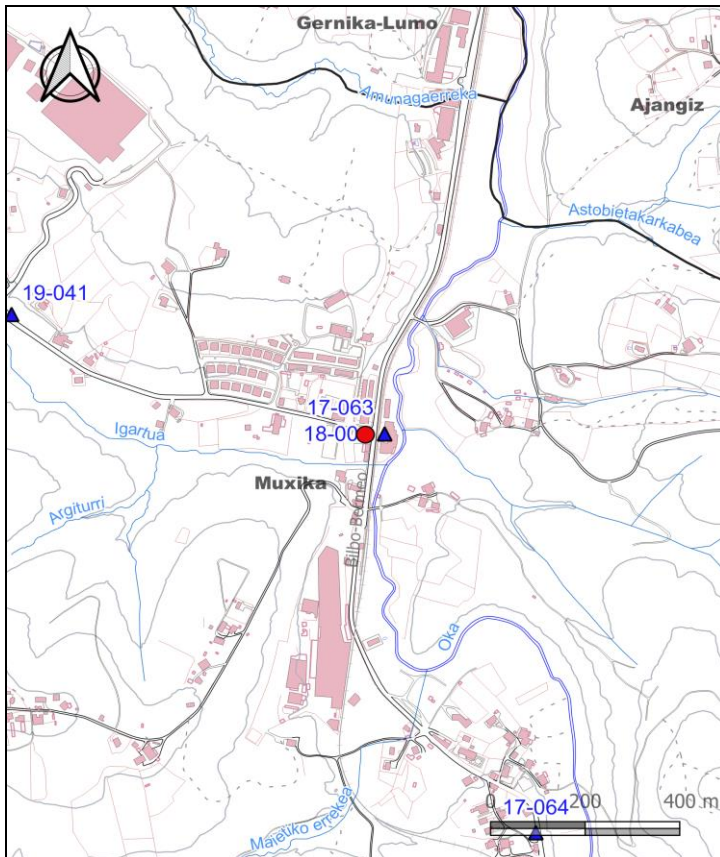 Gernika-Lumo
Amunagaerreka
Ajangiz
Astobietakarkabea
19-041
17-063
18-00
Igartua
Muxika
Argiturri
Bilbo-Bermeo
Oka
0 200 400 m
17-064
Maieuko errekea